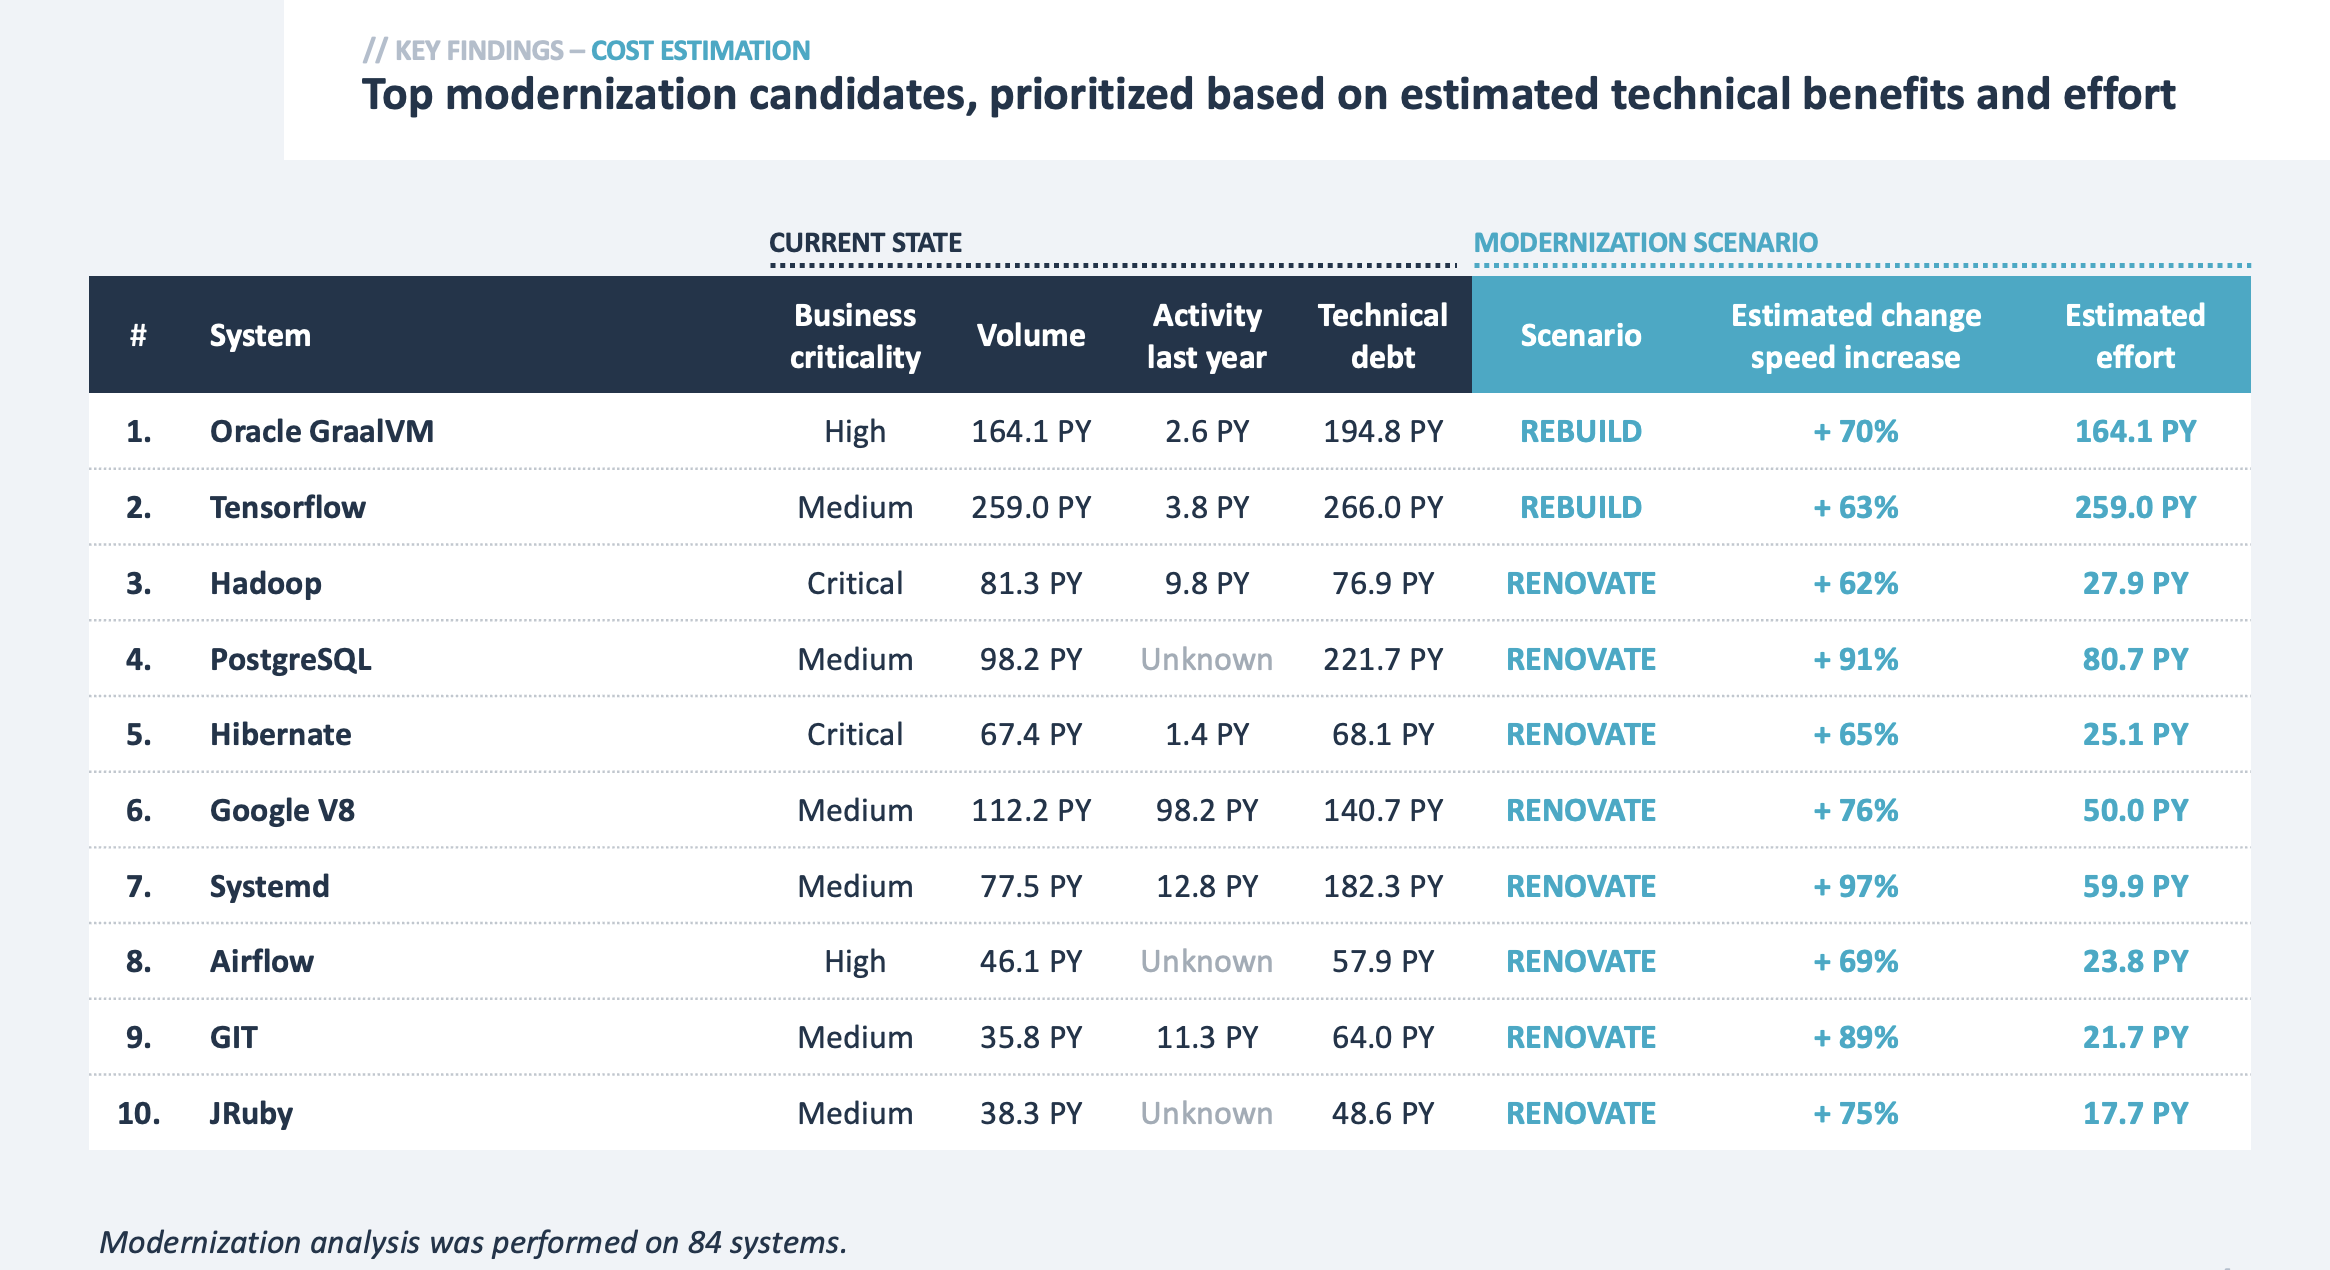 // KEY FINDINGS – COST ESTIMATION
Top modernization candidates, prioritized based on estimated technical benefits and effort
CURRENT STATE MODERNIZATION SCENARIO
# System Business criticality Volume Activity last year Technical debt Scenario Estimated change speed increase Estimated effort
1. Oracle GraalVM High 164.1 PY 2.6 PY 194.8 PY REBUILD + 70% 164.1 PY
2. Tensorflow Medium 259.0 PY 3.8 PY 266.0 PY REBUILD + 63% 259.0 PY
3. Hadoop Critical 81.3 PY 9.8 PY 76.9 PY RENOVATE + 62% 27.9 PY
4. PostgreSQL Medium 98.2 PY Unknown 221.7 PY RENOVATE + 91% 80.7 PY
5. Hibernate Critical 67.4 PY 1.4 PY 68.1 PY RENOVATE + 65% 25.1 PY
6. Google V8 Medium 112.2 PY 98.2 PY 140.7 PY RENOVATE + 76% 50.0 PY
7. Systemd Medium 77.5 PY 12.8 PY 182.3 PY RENOVATE + 97% 59.9 PY
8. Airflow High 46.1 PY Unknown 57.9 PY RENOVATE + 69% 23.8 PY
9. GIT Medium 35.8 PY 11.3 PY 64.0 PY RENOVATE + 89% 21.7 PY
10. JRuby Medium 38.3 PY Unknown 48.6 PY RENOVATE + 75% 17.7 PY
Modernization analysis was performed on 84 systems.